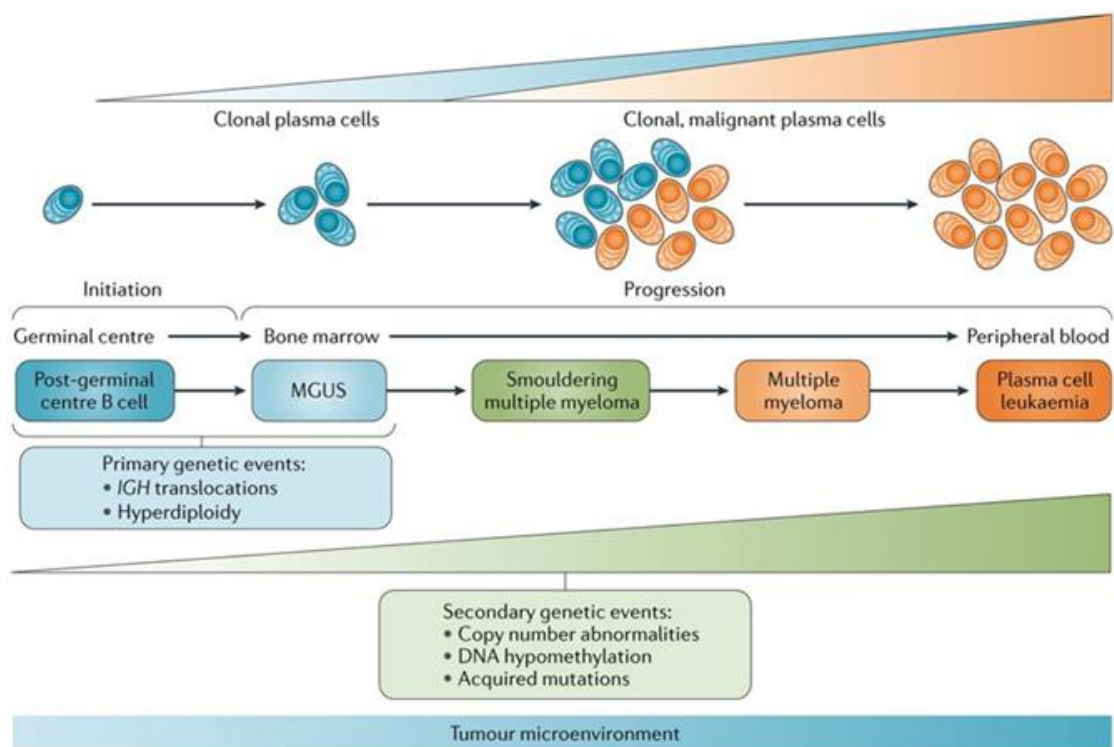 Clonal plasma cells
Clonal, malignant plasma cells
Initiation
Progression
Germinal centre
Bone marrow
Peripheral blood
Post-germinal
centre B cell
MGUS
Smouldering
multiple myeloma
Multiple
myeloma
Plasma cell
leukaemia
Primary genetic events:
• IGH translocations
• Hyperdiploidy
Secondary genetic events:
• Copy number abnormalities
• DNA hypomethylation
• Acquired mutations
Tumour microenvironment